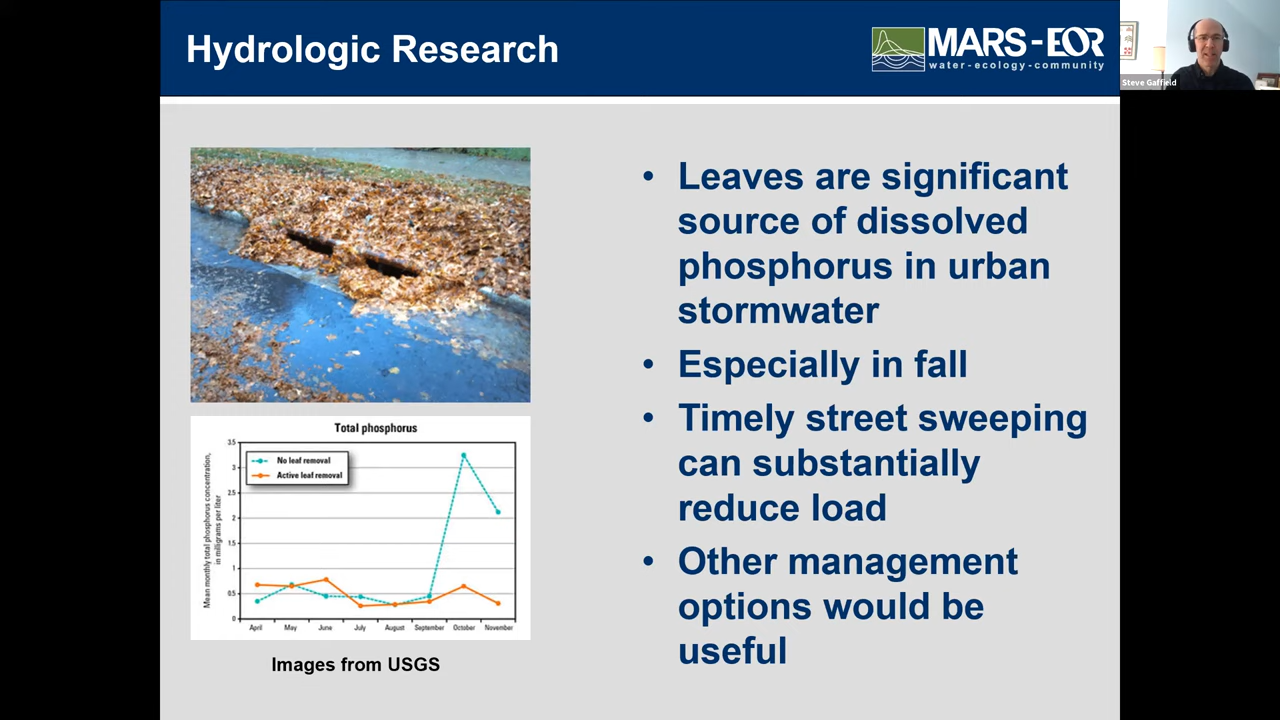 Hydrologic Research
MARS-EOR
water-ecology-community
Steve Gaffield
• Leaves are significant
source of dissolved
phosphorus in urban
stormwater
• Especially in fall
• Timely street sweeping
can substantially
reduce load
• Other management
options would be
useful
Total phosphorus
Mean monthly total phosphorus concentration,
in milligrams per liter
3.5
3
2.5
2
1.5
1
0.5
0
No leaf removal
Active leaf removal
April May June July August September October November
Images from USGS